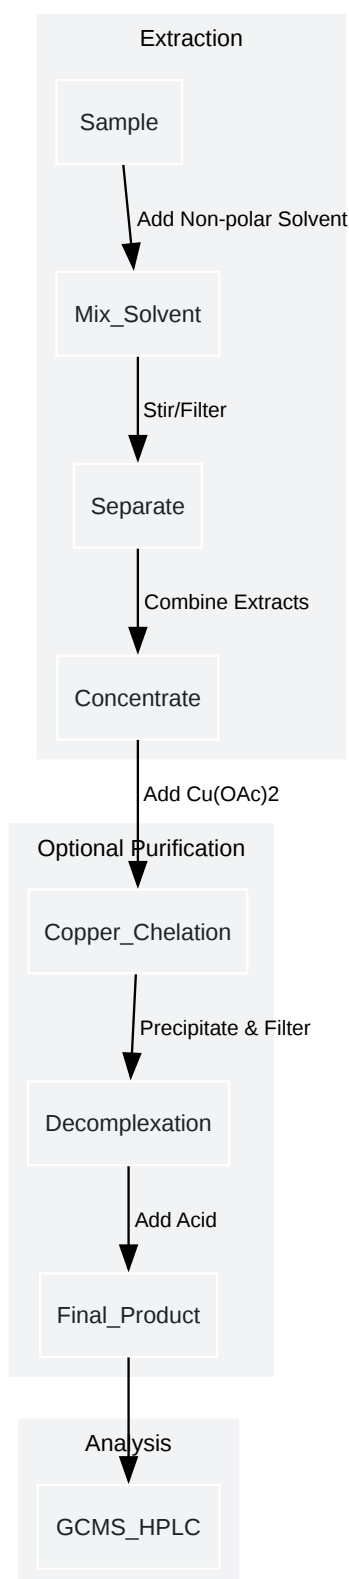 Extraction
Sample
Add Non-polar Solvent
Mix_Solvent
Stir/Filter
Separate
Combine Extracts
Concentrate
Add Cu(OAc)2
Optional Purification
Copper_Chelation
Precipitate & Filter
Decomplexation
Add Acid
Final_Product
Analysis
GCMS_HPLC